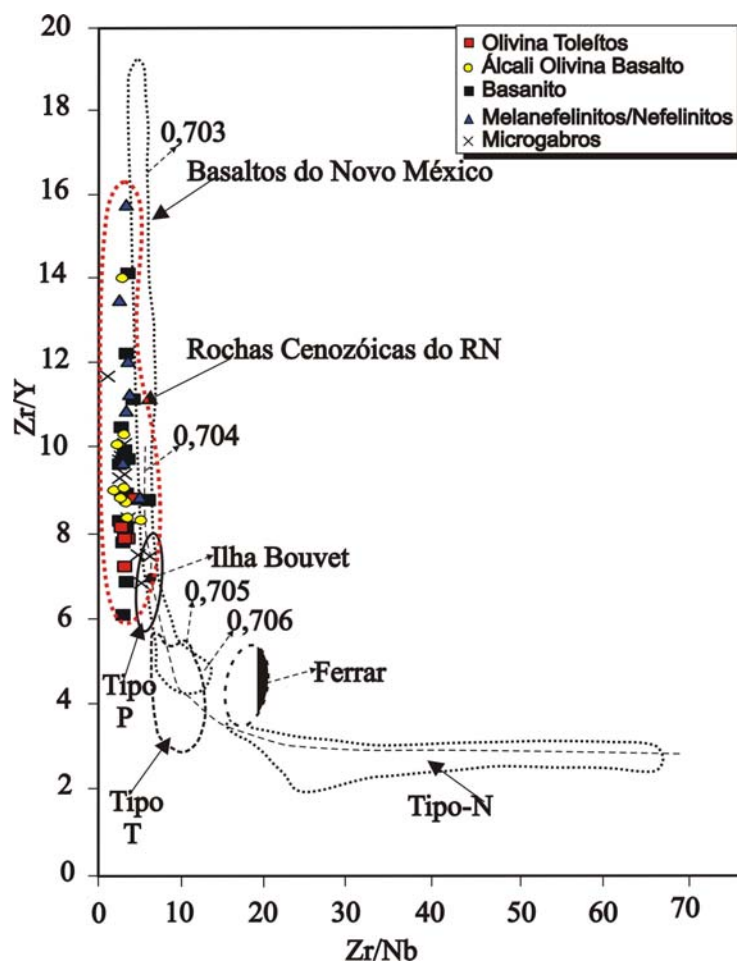 20
18
16
14
12
10
8
6
4
2
0
Zr/Y
0
10
20
30
40
50
60
70
Zr/Nb
Olivina Toleítos
Álcali Olivina Basalto
Basanito
Melanefelinitos/Nefelinitos
Microgabros
0,703
Basaltos do Novo México
Rochas Cenozóicas do RN
0,704
Ilha Bouvet
0,705
0,706
Ferrar
Tipo
P
Tipo
T
Tipo-N